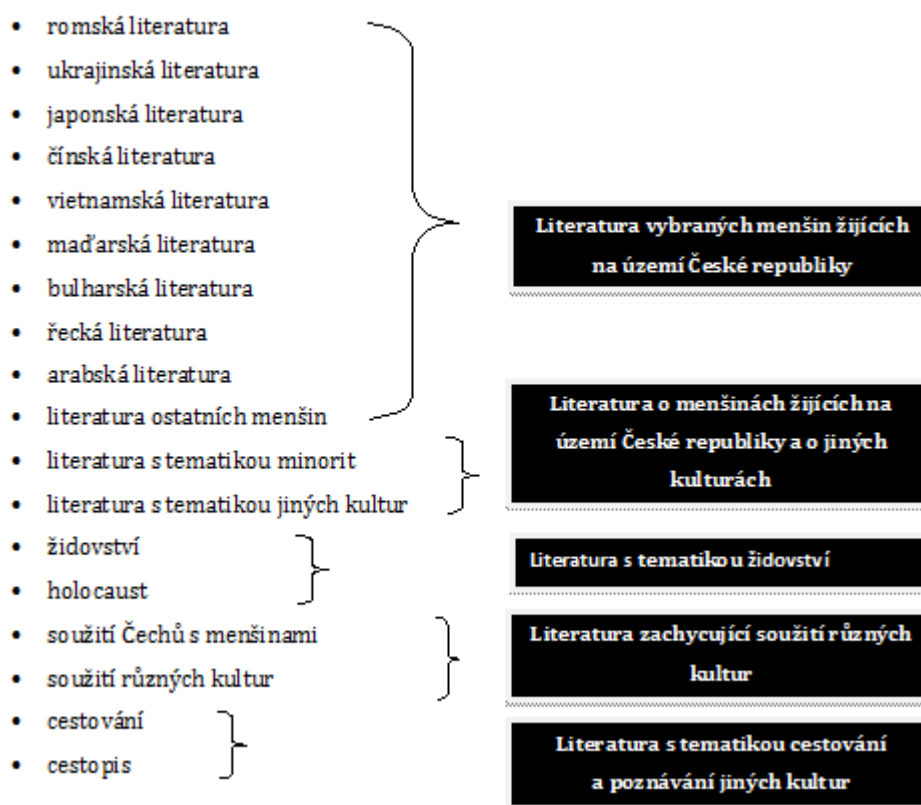 • romská literatura
• ukrajinská literatura
• japonská literatura
• čínská literatura
• vietnamská literatura
• maďarská literatura
• bulharská literatura
• řecká literatura
• arabská literatura
• literatura ostatních menšin
• literatura s tematikou minorit
• literatura s tematikou jiných kultur
• židovství
• holocaust
• soužití Čechů s menšinami
• soužití různých kultur
• cestování
• cestopis
Literatura vybraných menšin žijících
na území České republiky
Literatura o menšinách žijících na
území České republiky a o jiných
kulturách
Literatura s tematikou židovství
Literatura zachycující soužití různých
kultur
Literatura s tematikou cestování
a poznávání jiných kultur